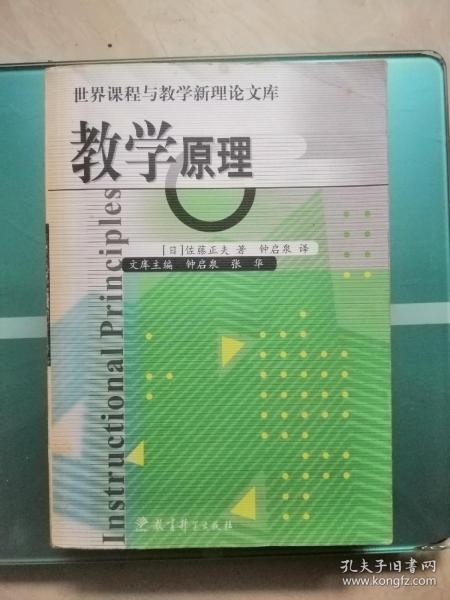 世界课程与教学新理论文库
教学原理
Instructional Principles
[日]佐藤正夫 著 钟启泉 译
文库主编 钟启泉 张 华
教育科学出版社
孔夫子旧书网
www.kongfz.com